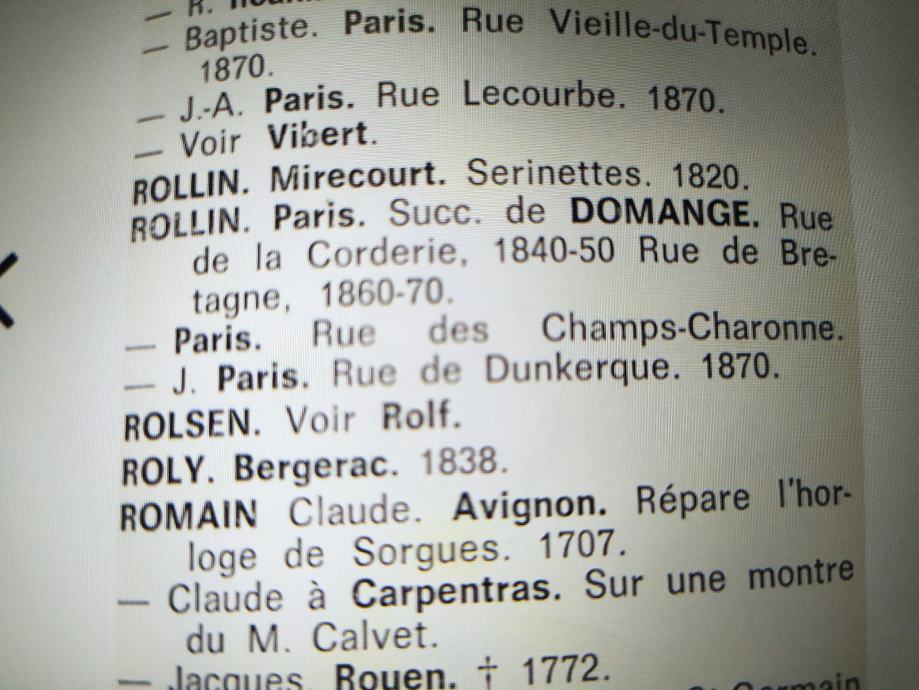 — R.
— Baptiste. Paris. Rue Vieille-du-Temple.
1870.
— J.-A. Paris. Rue Lecourbe. 1870.
— Voir Vibert.
ROLLIN. Mirecourt. Serinettes. 1820.
ROLLIN. Paris. Succ. de DOMANGE. Rue
de la Corderie, 1840-50 Rue de Bre-
tagne, 1860-70.
— Paris. Rue des Champs-Charonne.
— J. Paris. Rue de Dunkerque. 1870.
ROLSEN. Voir Rolf.
ROLY. Bergerac. 1838.
ROMAIN Claude. Avignon. Répare l'hor-
loge de Sorgues. 1707.
— Claude à Carpentras. Sur une montre
du M. Calvet.
— Jacques. Rouen. † 1772.
Germain